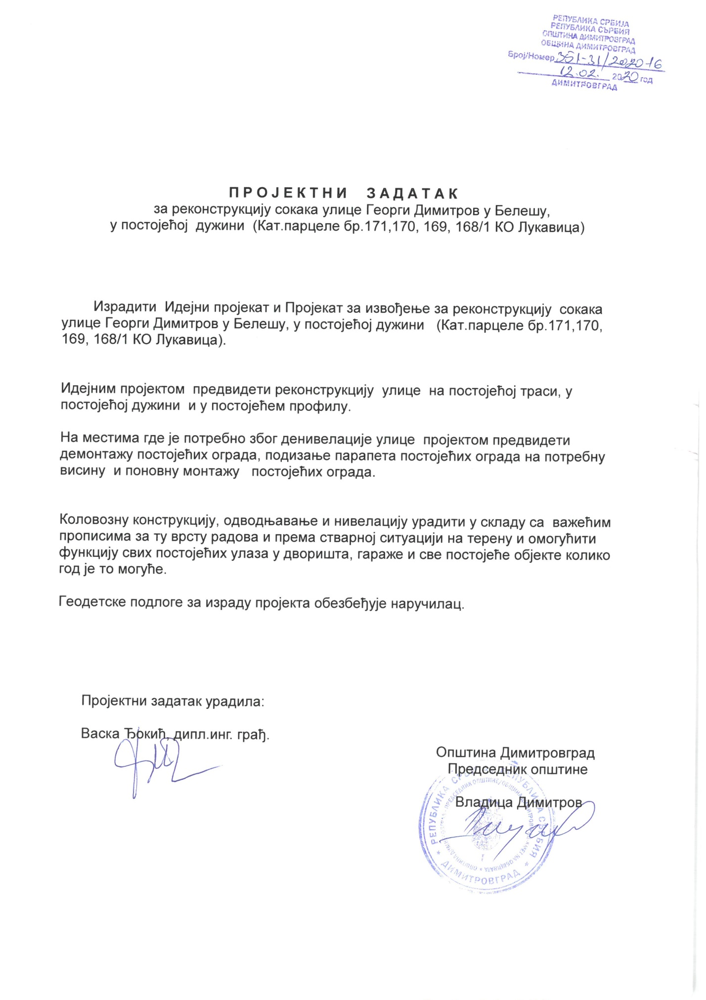 РЕПУБЛИКА СРБИЈА
РЕПУБЛИКА СЪРБИЯ
ОПШТИНА ДИМИТРОВГРАД
ОБЩИНА ДИМИТРОВГРАД
Број/Номер 351-31/2020-16
12.02. 2020 год
ДИМИТРОВГРАД
ПРОЈЕКТНИ ЗАДАТАК
за реконструкцију сокака улице Георги Димитров у Белешу,
у постојећој дужини (Кат.парцеле бр.171,170, 169, 168/1 КО Лукавица)
Израдити Идејни пројекат и Пројекат за извођење за реконструкцију сокака
улице Георги Димитров у Белешу, у постојећој дужини (Кат.парцеле бр.171,170,
169, 168/1 КО Лукавица).
Идејним пројектом предвидети реконструкцију улице на постојећој траси, у
постојећој дужини и у постојећем профилу.
На местима где је потребно због денивелације улице пројектом предвидети
демонтажу постојећих ограда, подизање парапета постојећих ограда на потребну
висину и поновну монтажу постојећих ограда.
Коловозну конструкцију, одводњавање и нивелацију урадити у складу са важећим
прописима за ту врсту радова и према стварној ситуацији на терену и омогућити
функцију свих постојећих улаза у дворишта, гараже и све постојеће објекте колико
год је то могуће.
Геодетске подлоге за израду пројекта обезбеђује наручилац.
Пројектни задатак урадила:
Васка Ђокић, дипл.инг. грађ.
Општина Димитровград
Председник општине
Владица Димитров
РЕПУБЛИКА РЕПУБЛИКА СЪРБИЯ
* ДИМИТРОВГРАД *
ПРЕДСЕДНИК ОПШТИНЕ/ОБЩИНА